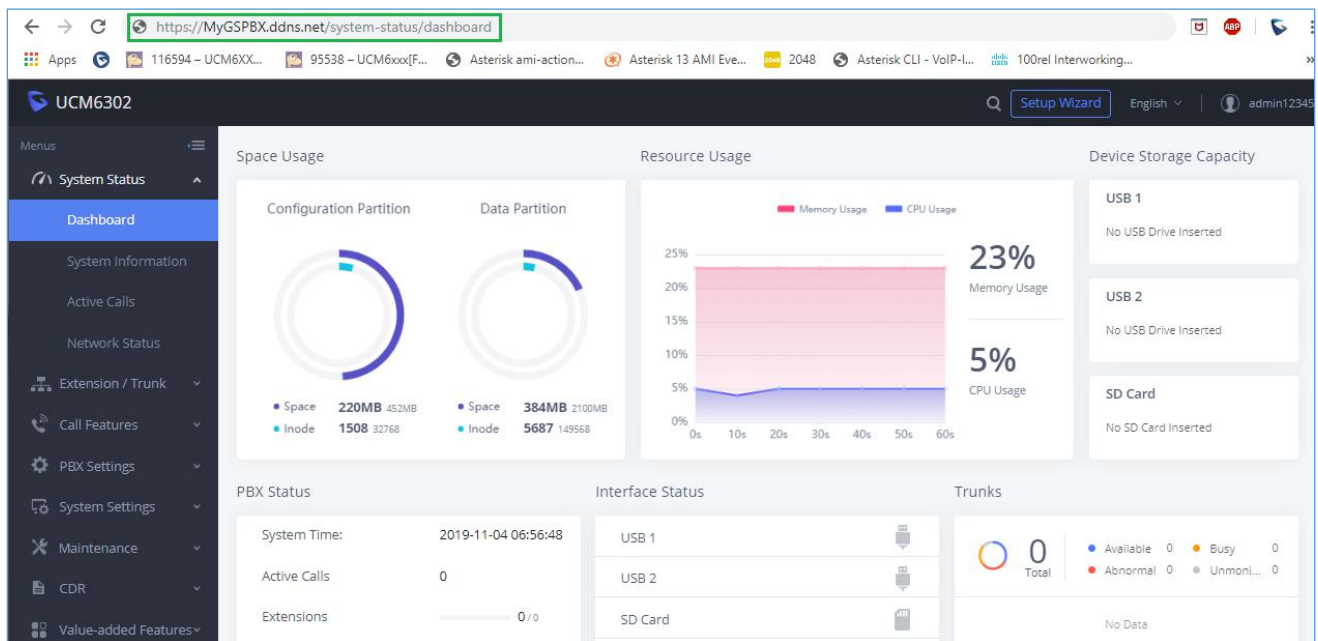 https://MyGSPBX.ddns.net/system-status/dashboard
ABP
Apps 116594 – UCM6XX... 95538 – UCM6xxx[F... Asterisk ami-action... Asterisk 13 AMI Eve... 2048 2048 Asterisk CLI - VoIP-I... 100rel Interworking... »
UCM6302 Setup Wizard English admin12345
Menus
System Status
Dashboard
System Information
Active Calls
Network Status
Extension / Trunk
Call Features
PBX Settings
System Settings
Maintenance
CDR
Value-added Features
Space Usage
Configuration Partition Data Partition
Space 220MB 452MB Space 384MB 2100MB
Inode 1508 32768 Inode 5687 149568
Resource Usage
Memory Usage CPU Usage
25%
20%
15%
10%
5%
0%
0s 10s 20s 30s 40s 50s 60s
23%
Memory Usage
5%
CPU Usage
Device Storage Capacity
USB 1
No USB Drive Inserted
USB 2
No USB Drive Inserted
SD Card
No SD Card Inserted
PBX Status
System Time: 2019-11-04 06:56:48
Active Calls 0
Extensions 0 / 0
Interface Status
USB 1
USB 2
SD Card
Trunks
0
Total
Available 0 Busy 0
Abnormal 0 Unmoni... 0
No Data